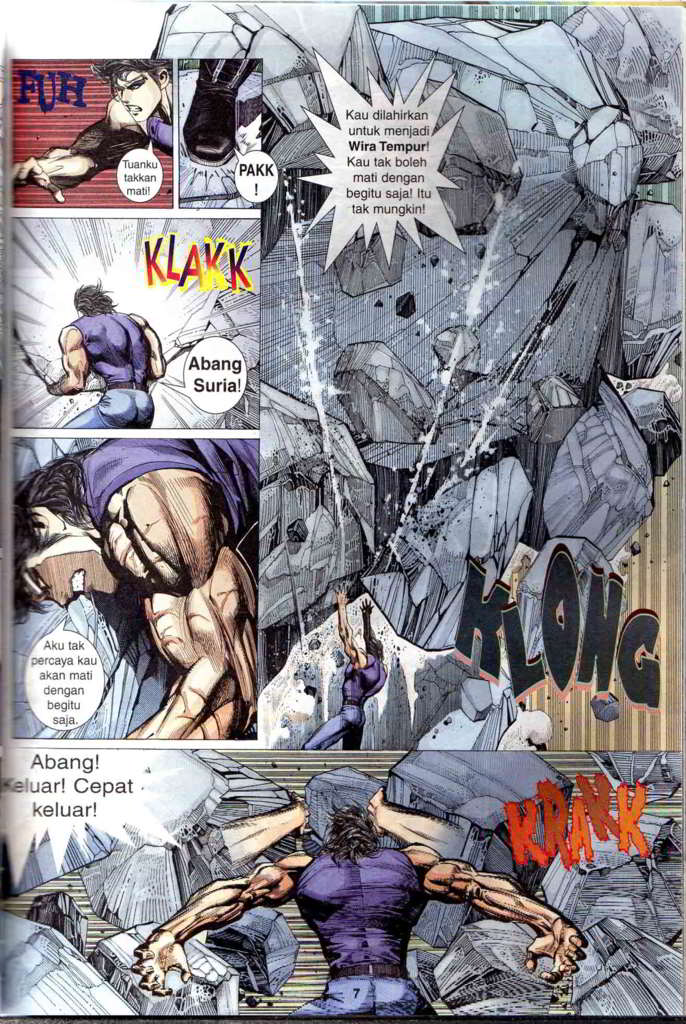 FUH
Tuanku
takkan
mati!
PAKK
!
Kau dilahirkan
untuk menjadi
Wira Tempur!
Kau tak boleh
mati dengan
begitu saja! Itu
tak mungkin!
KLAKK
Abang
Suria!
Aku tak
percaya kau
akan mati
dengan
begitu
saja.
KLONG
Abang!
Keluar! Cepat
keluar!
KRAKK
7